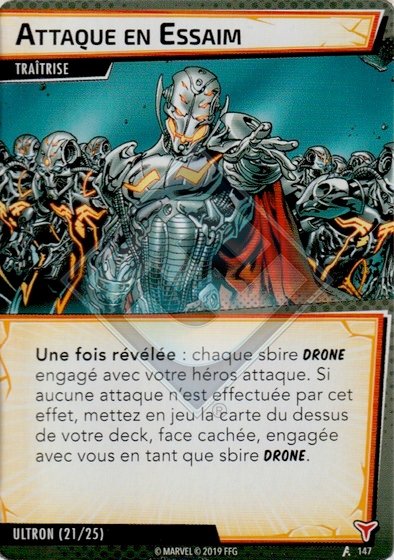 Attaque en Essaim
TRAÎTRISE
Une fois révélée : chaque sbire DRONE
engagé avec votre héros attaque. Si
aucune attaque n'est effectuée par cet
effet, mettez en jeu la carte du dessus
de votre deck, face cachée, engagée
avec vous en tant que sbire DRONE.
®
ULTRON (21/25)
© MARVEL © 2019 FFG
147